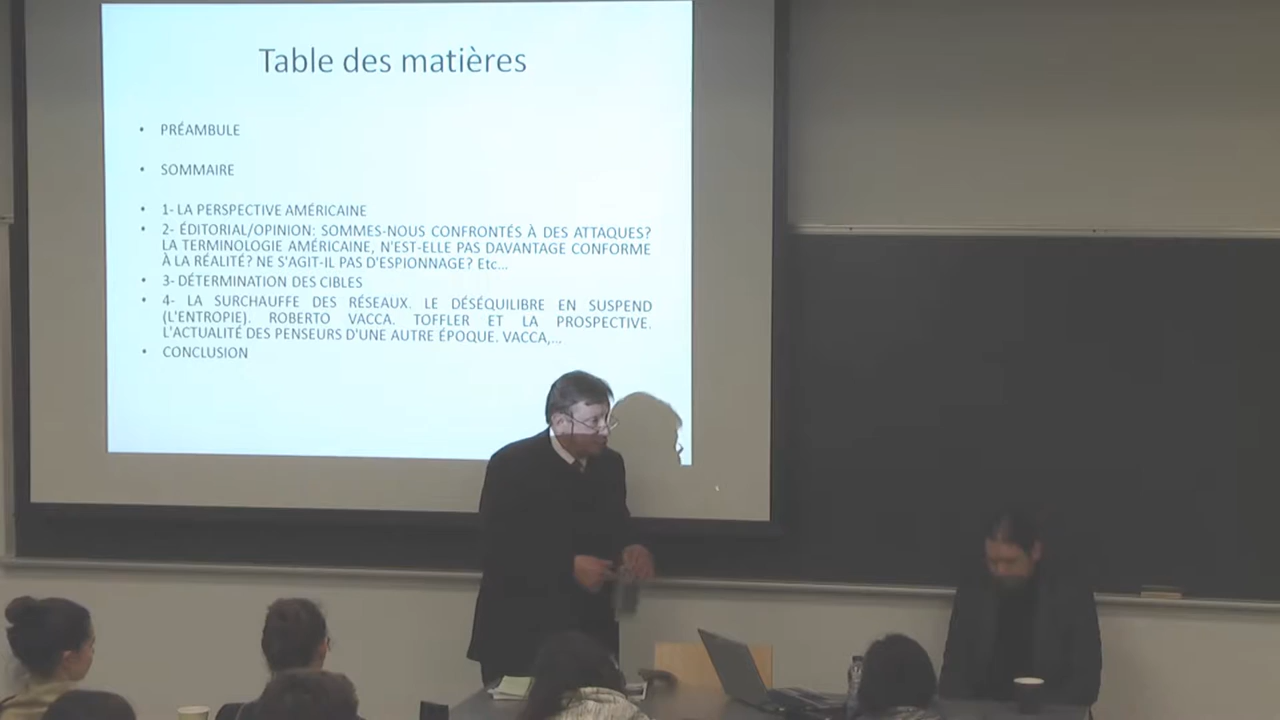 Table des matières
• PRÉAMBULE
• SOMMAIRE
• 1- LA PERSPECTIVE AMÉRICAINE
• 2- ÉDITORIAL/OPINION: SOMMES-NOUS CONFRONTÉS À DES ATTAQUES?
LA TERMINOLOGIE AMÉRICAINE, N'EST-ELLE PAS DAVANTAGE CONFORME
À LA RÉALITÉ? NE S'AGIT-IL PAS D'ESPIONNAGE? Etc...
• 3- DÉTERMINATION DES CIBLES
• 4- LA SURCHAUFFE DES RÉSEAUX. LE DÉSÉQUILIBRE EN SUSPEND
(L'ENTROPIE). ROBERTO VACCA. TOFFLER ET LA PROSPECTIVE.
L'ACTUALITÉ DES PENSEURS D'UNE AUTRE ÉPOQUE. VACCA,...
• CONCLUSION